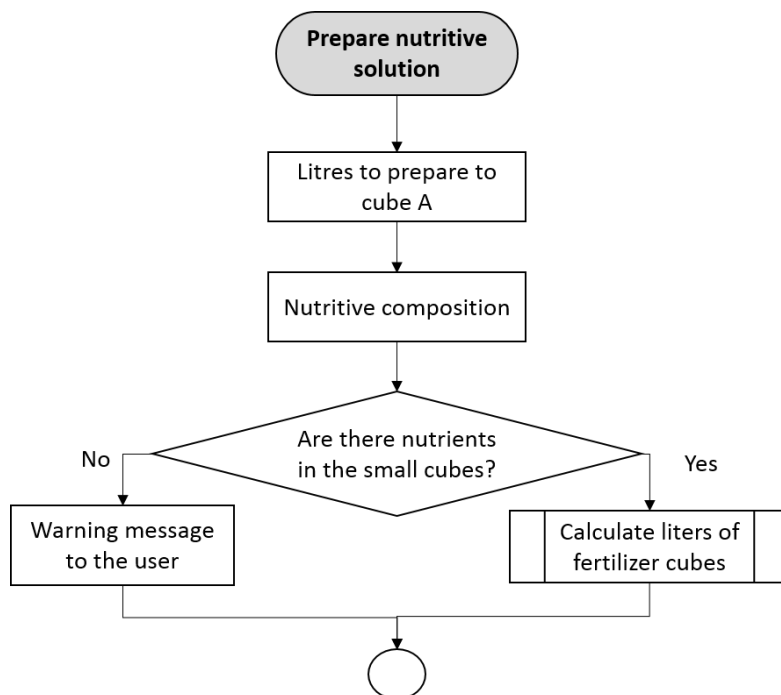 Prepare nutritive
solution
Litres to prepare to
cube A
Nutritive composition
Are there nutrients
in the small cubes?
No
Yes
Warning message
to the user
Calculate liters of
fertilizer cubes